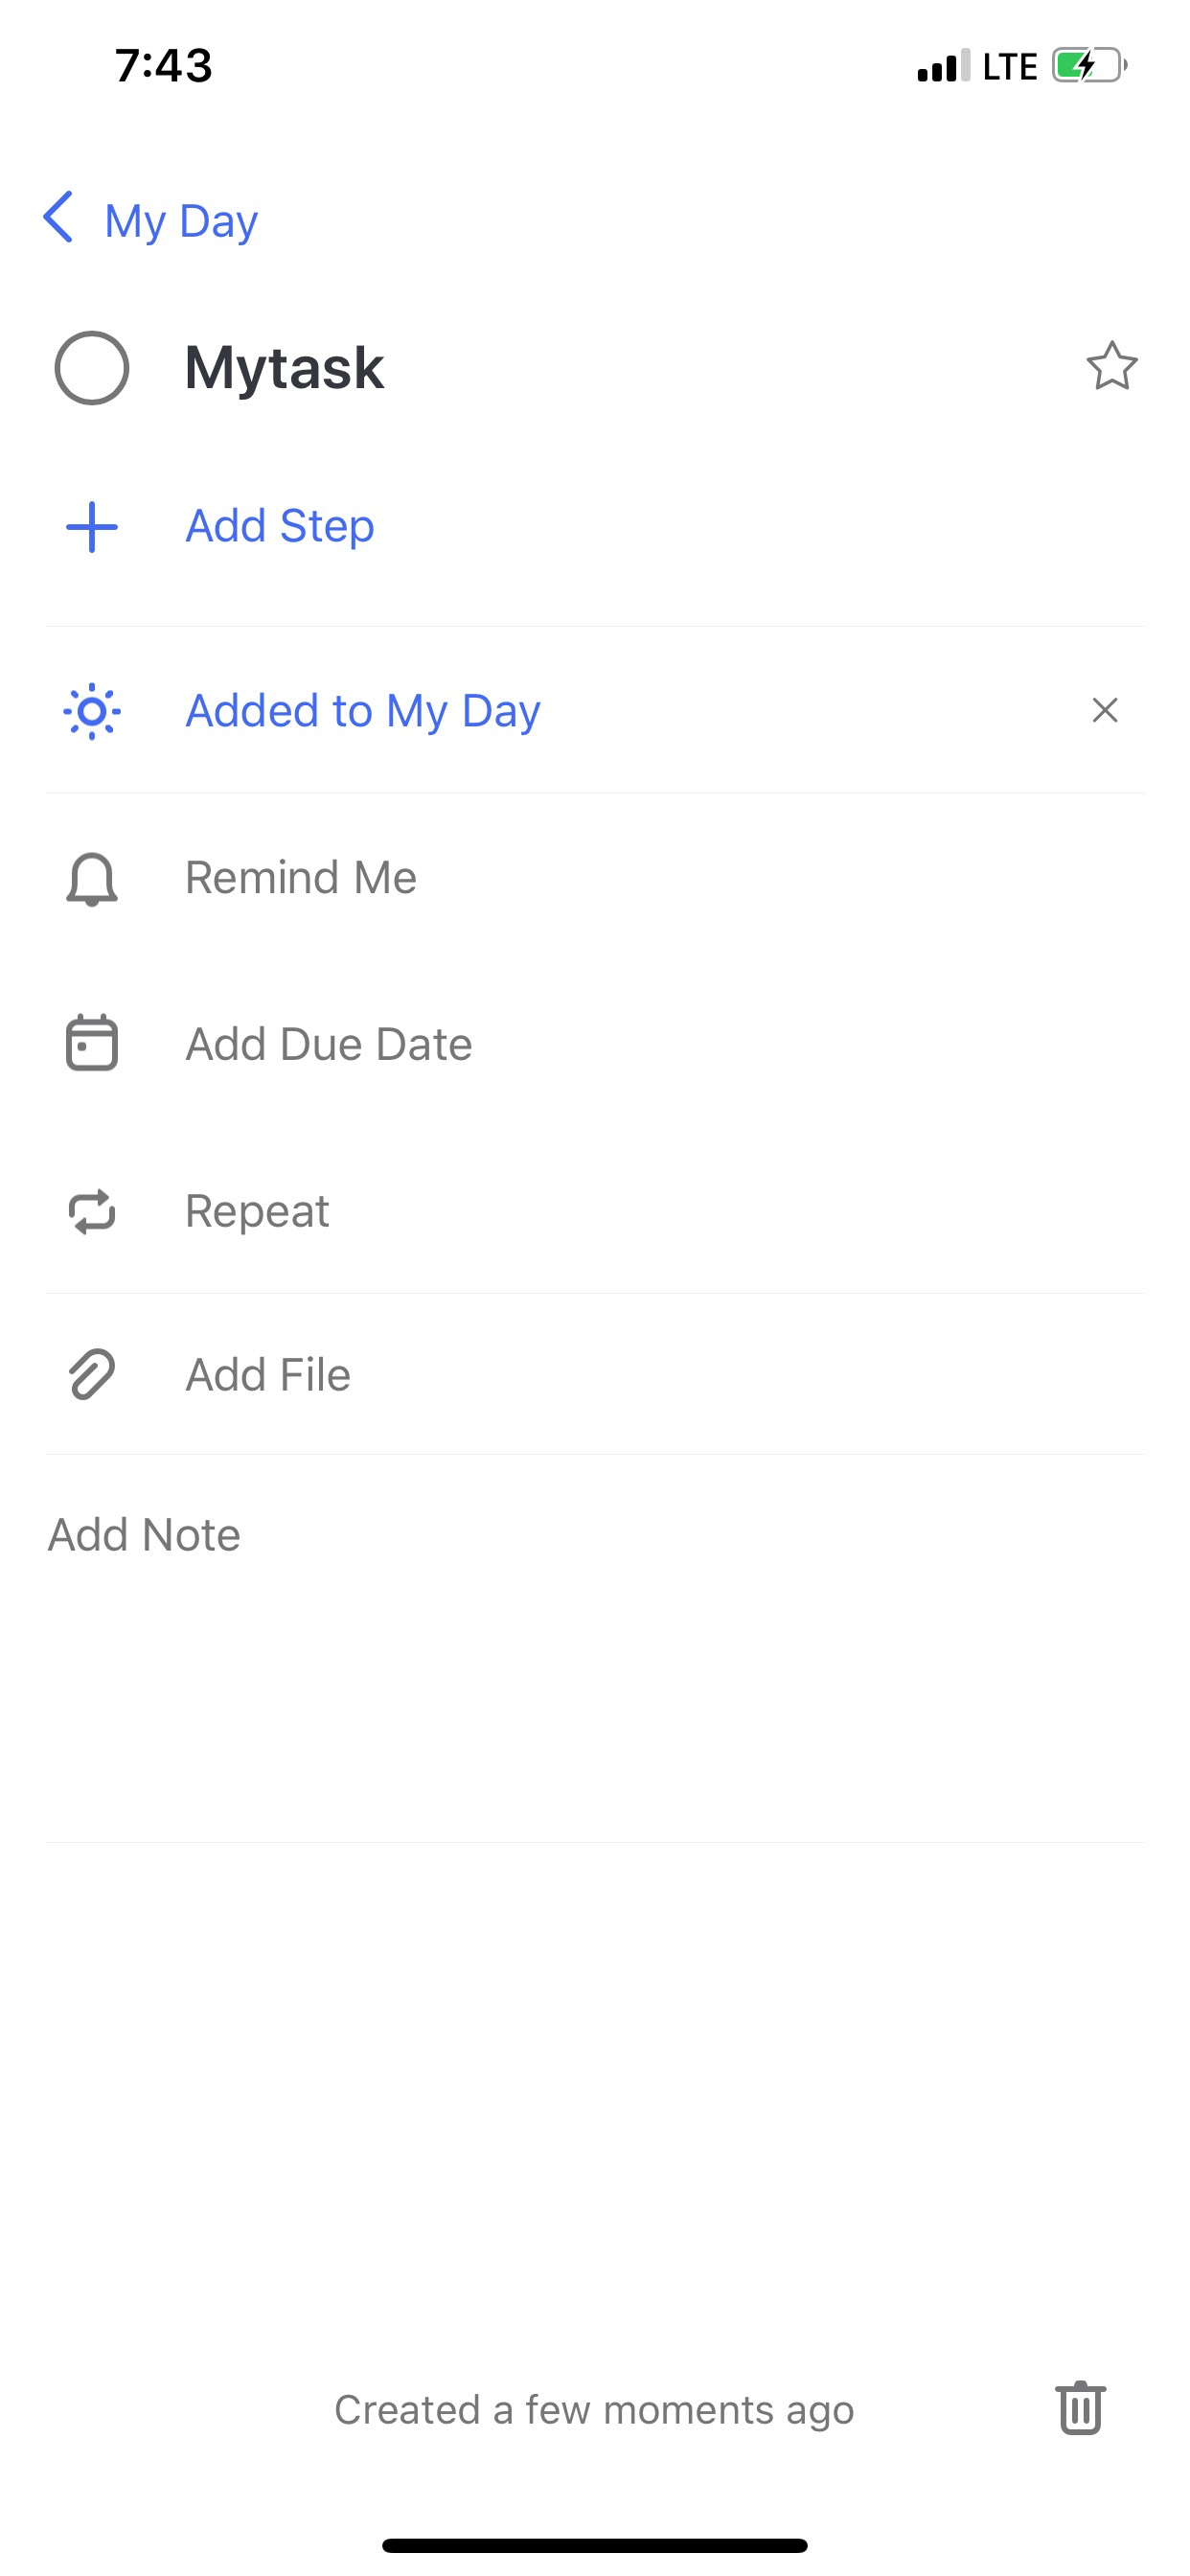 7:43 LTE
My Day
Mytask
Add Step
Added to My Day
Remind Me
Add Due Date
Repeat
Add File
Add Note
Created a few moments ago